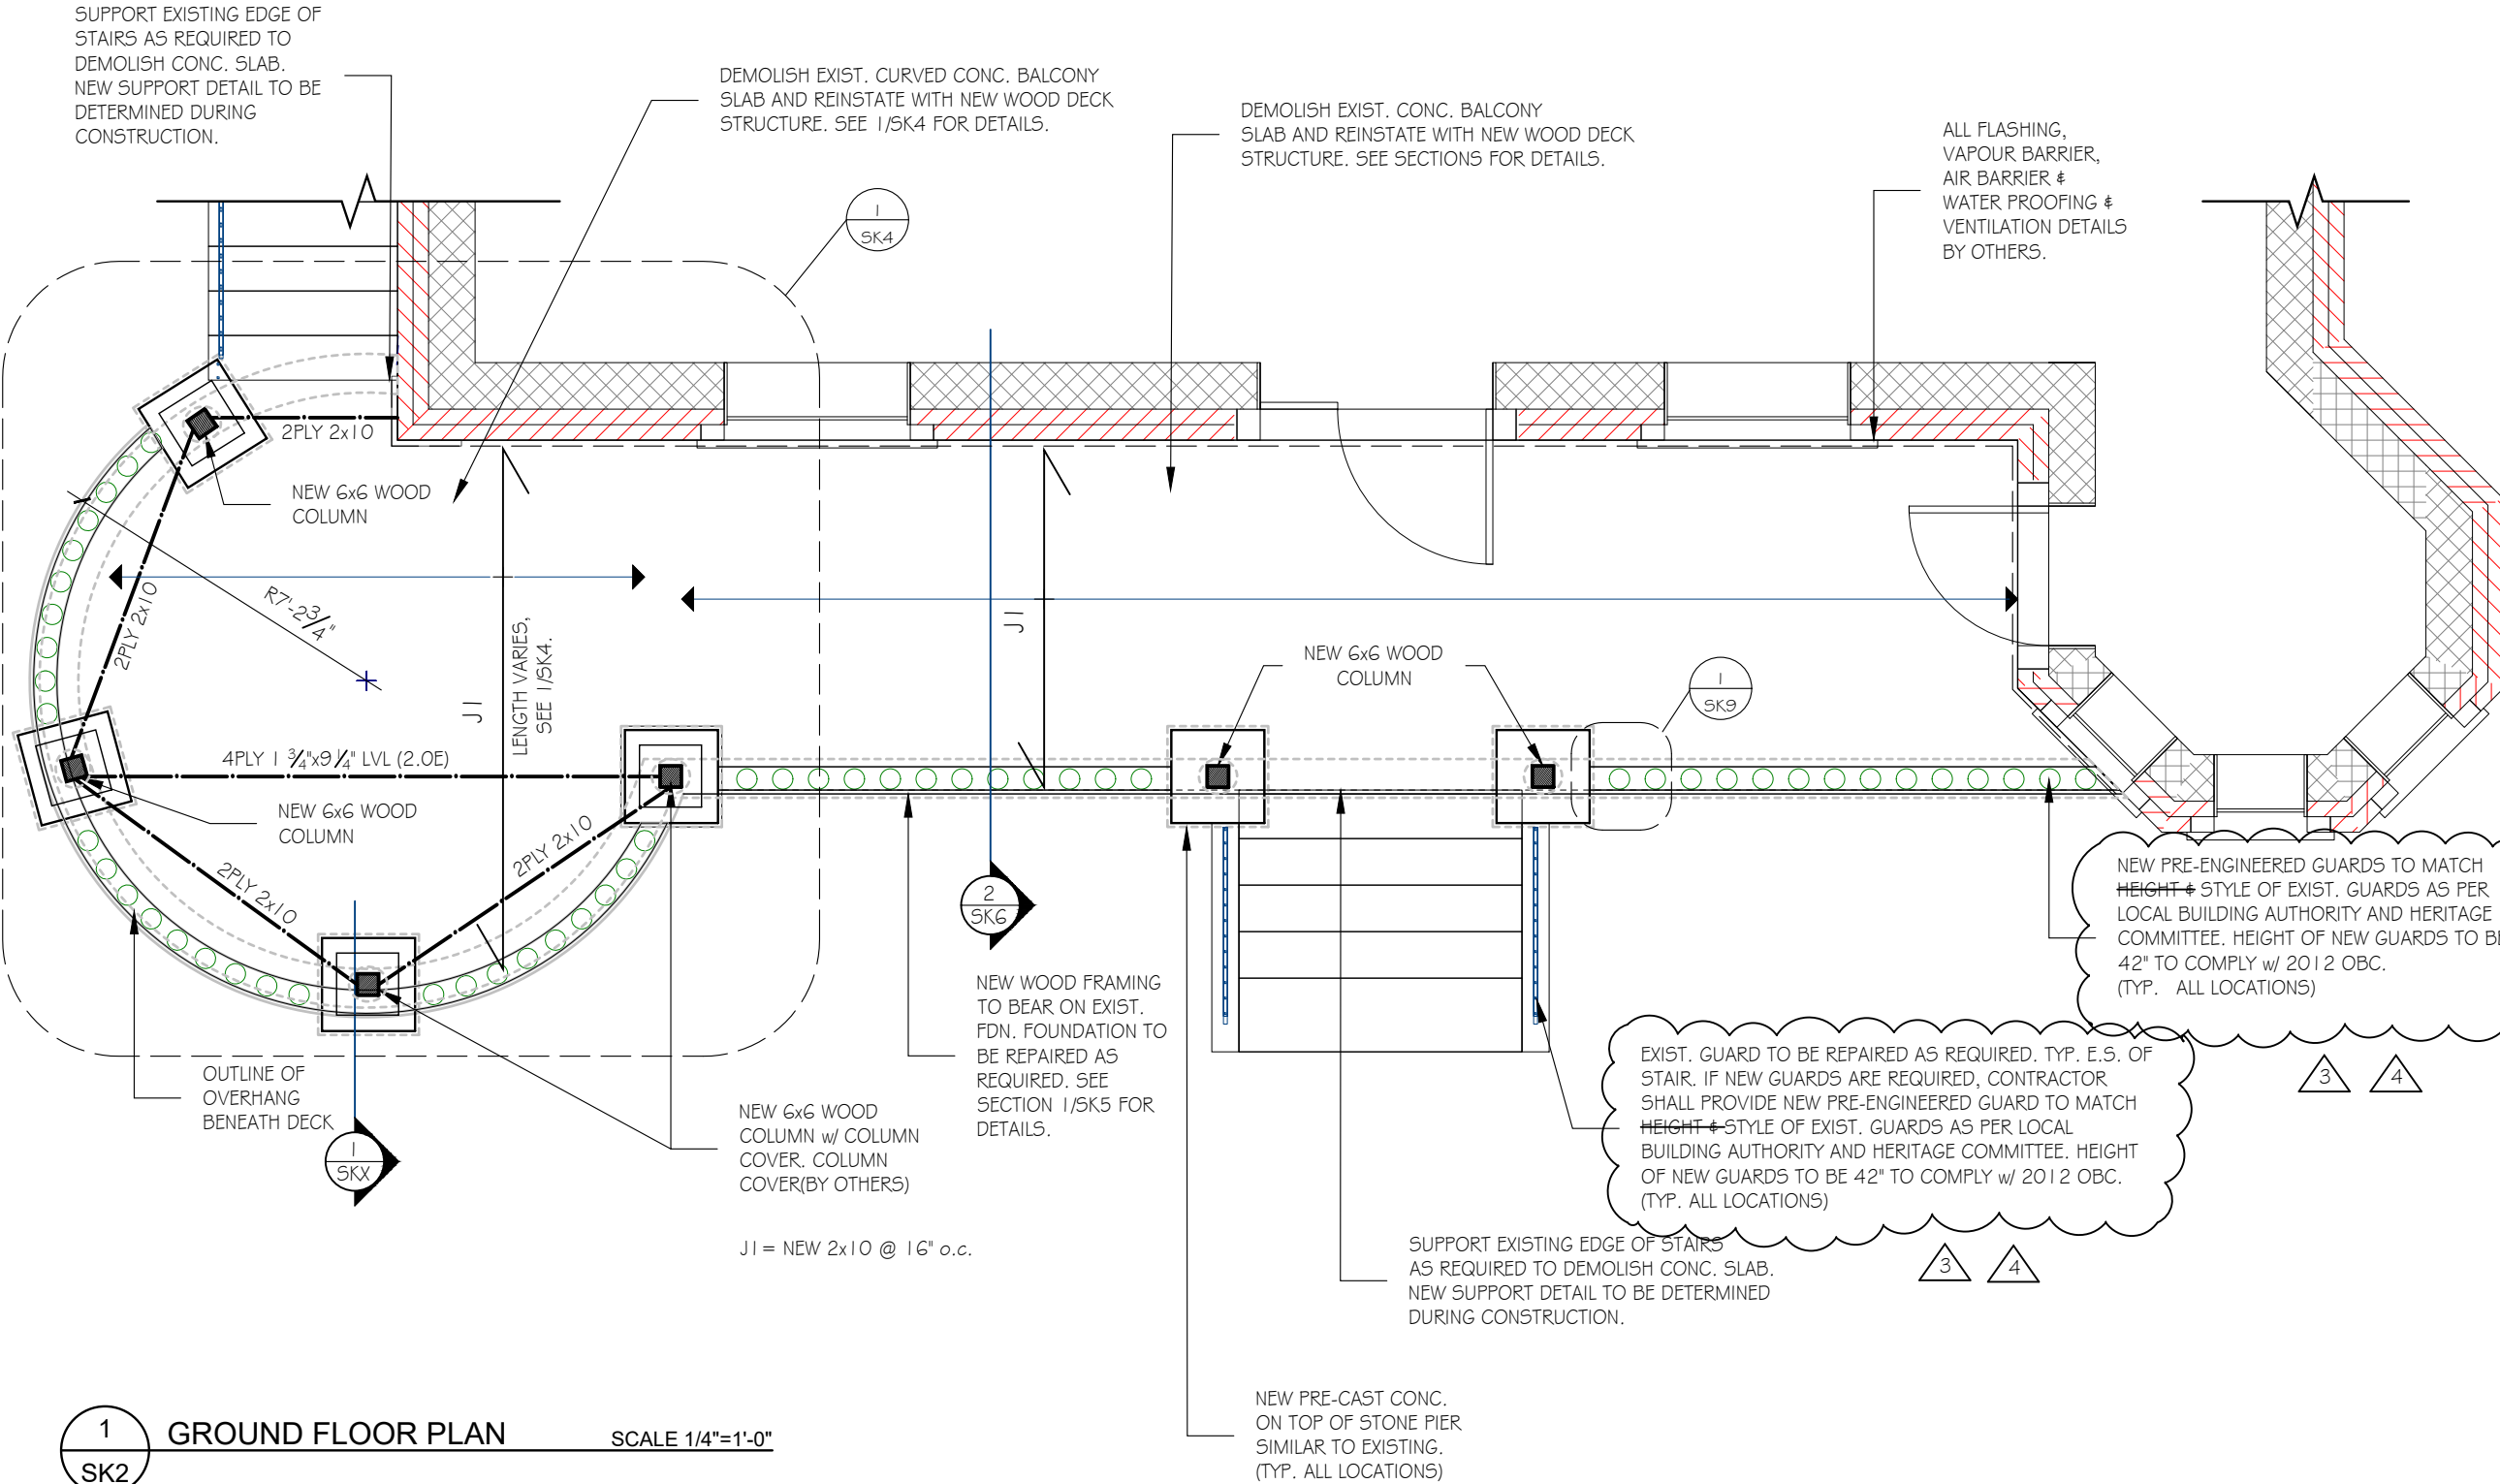 SUPPORT EXISTING EDGE OF
STAIRS AS REQUIRED TO
DEMOLISH CONC. SLAB.
NEW SUPPORT DETAIL TO BE
DETERMINED DURING
CONSTRUCTION.
DEMOLISH EXIST. CURVED CONC. BALCONY
SLAB AND REINSTATE WITH NEW WOOD DECK
STRUCTURE. SEE 1/SK4 FOR DETAILS.
DEMOLISH EXIST. CONC. BALCONY
SLAB AND REINSTATE WITH NEW WOOD DECK
STRUCTURE. SEE SECTIONS FOR DETAILS.
ALL FLASHING,
VAPOUR BARRIER,
AIR BARRIER &
WATER PROOFING &
VENTILATION DETAILS
BY OTHERS.
1
SK4
2PLY 2x10
NEW 6x6 WOOD
COLUMN
2PLY 2x10
R7'-2 3/4"
J1
LENGTH VARIES,
SEE 1/SK4.
J1
NEW 6x6 WOOD
COLUMN
1
SK9
4PLY 1 3/4"x9 1/4" LVL (2.0E)
NEW 6x6 WOOD
COLUMN
2PLY 2x10
2PLY 2x10
2
SK6
NEW PRE-ENGINEERED GUARDS TO MATCH
HEIGHT & STYLE OF EXIST. GUARDS AS PER
LOCAL BUILDING AUTHORITY AND HERITAGE
COMMITTEE. HEIGHT OF NEW GUARDS TO BE
42" TO COMPLY w/ 2012 OBC.
(TYP. ALL LOCATIONS)
3
4
NEW WOOD FRAMING
TO BEAR ON EXIST.
FDN. FOUNDATION TO
BE REPAIRED AS
REQUIRED. SEE
SECTION 1/SK5 FOR
DETAILS.
EXIST. GUARD TO BE REPAIRED AS REQUIRED. TYP. E.S. OF
STAIR. IF NEW GUARDS ARE REQUIRED, CONTRACTOR
SHALL PROVIDE NEW PRE-ENGINEERED GUARD TO MATCH
HEIGHT & STYLE OF EXIST. GUARDS AS PER LOCAL
BUILDING AUTHORITY AND HERITAGE COMMITTEE. HEIGHT
OF NEW GUARDS TO BE 42" TO COMPLY w/ 2012 OBC.
(TYP. ALL LOCATIONS)
3
4
OUTLINE OF
OVERHANG
BENEATH DECK
1
SKX
NEW 6x6 WOOD
COLUMN w/ COLUMN
COVER. COLUMN
COVER(BY OTHERS)
J1= NEW 2x10 @ 16" o.c.
SUPPORT EXISTING EDGE OF STAIRS
AS REQUIRED TO DEMOLISH CONC. SLAB.
NEW SUPPORT DETAIL TO BE DETERMINED
DURING CONSTRUCTION.
NEW PRE-CAST CONC.
ON TOP OF STONE PIER
SIMILAR TO EXISTING.
(TYP. ALL LOCATIONS)
1
SK2
GROUND FLOOR PLAN
SCALE 1/4"=1'-0"